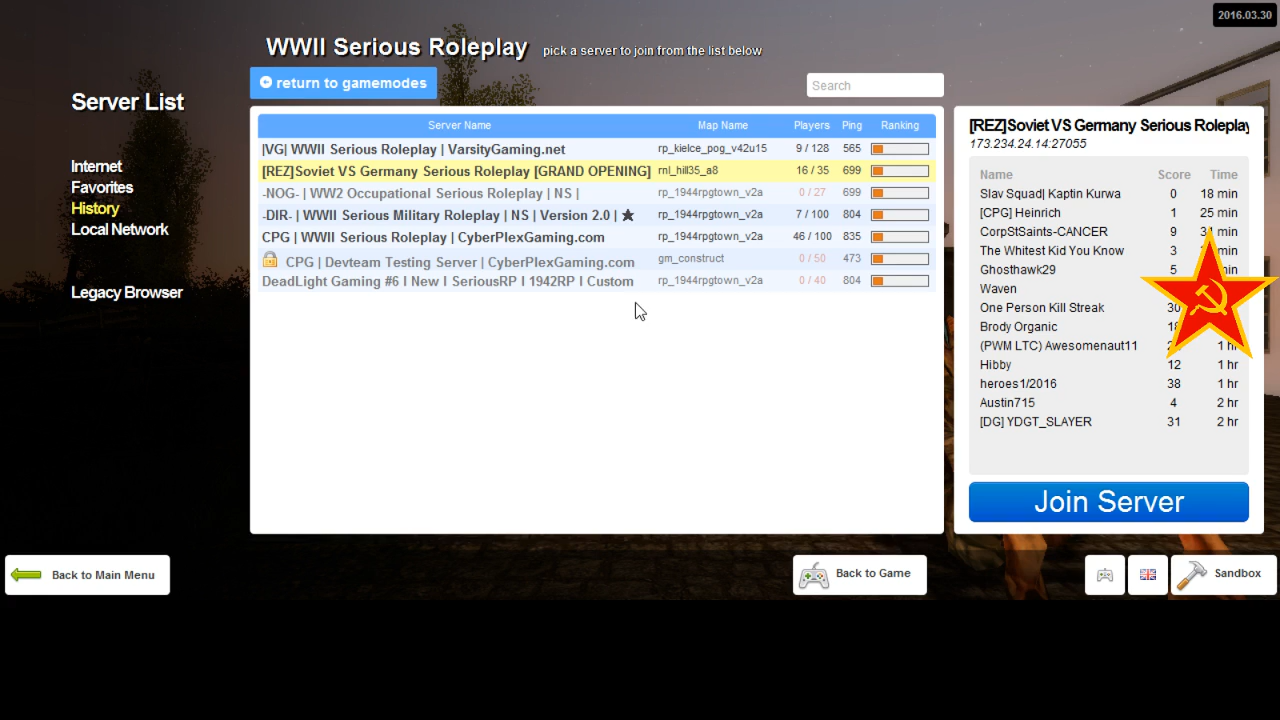 2016.03.30
WWII Serious Roleplay pick a server to join from the list below
return to gamemodes
Search
Server List
Internet
Favorites
History
Local Network
Legacy Browser
Server Name Map Name Players Ping Ranking
|VG| WWII Serious Roleplay | VarsityGaming.net rp_kielce_pog_v42u15 9 / 128 565
[REZ]Soviet VS Germany Serious Roleplay [GRAND OPENING] rnl_hill35_a8 16 / 35 699
-NOG- | WW2 Occupational Serious Roleplay | NS | rp_1944rpgtown_v2a 0 / 27 699
-DIR- | WWII Serious Military Roleplay | NS | Version 2.0 | ★ rp_1944rpgtown_v2a 7 / 100 804
CPG | WWII Serious Roleplay | CyberPlexGaming.com rp_1944rpgtown_v2a 46 / 100 835
CPG | Devteam Testing Server | CyberPlexGaming.com gm_construct 0 / 50 473
DeadLight Gaming #6 I New I SeriousRP I 1942RP I Custom rp_1944rpgtown_v2a 0 / 40 804
[REZ]Soviet VS Germany Serious Roleplay
173.234.24.14:27055
Name Score Time
Slav Squad| Kaptin Kurwa 0 18 min
[CPG] Heinrich 1 25 min
CorpStSaints-CANCER 9 min
The Whitest Kid You Know 3 min
Ghosthawk29 5 min
Waven
One Person Kill Streak 30
Brody Organic
(PWM LTC) Awesomenaut11 1 hr
Hibby 12 1 hr
heroes1/2016 38 1 hr
Austin715 4 2 hr
[DG] YDGT_SLAYER 31 2 hr
Join Server
Back to Main Menu
Back to Game
Sandbox